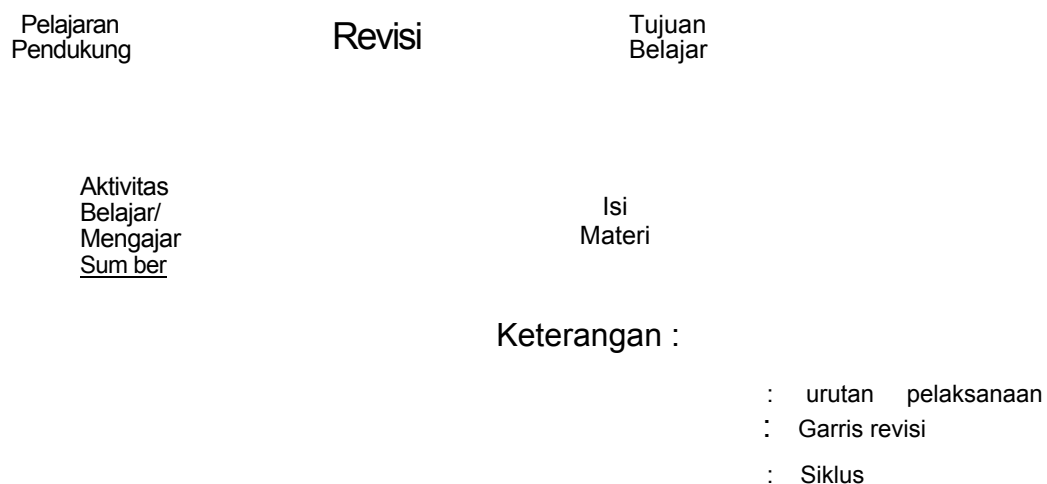 Pelajaran
Pendukung
Revisi
Tujuan
Belajar
Aktivitas
Belajar/
Mengajar
Sum ber
Isi
Materi
Keterangan :
: urutan pelaksanaan
: Garris revisi
: Siklus